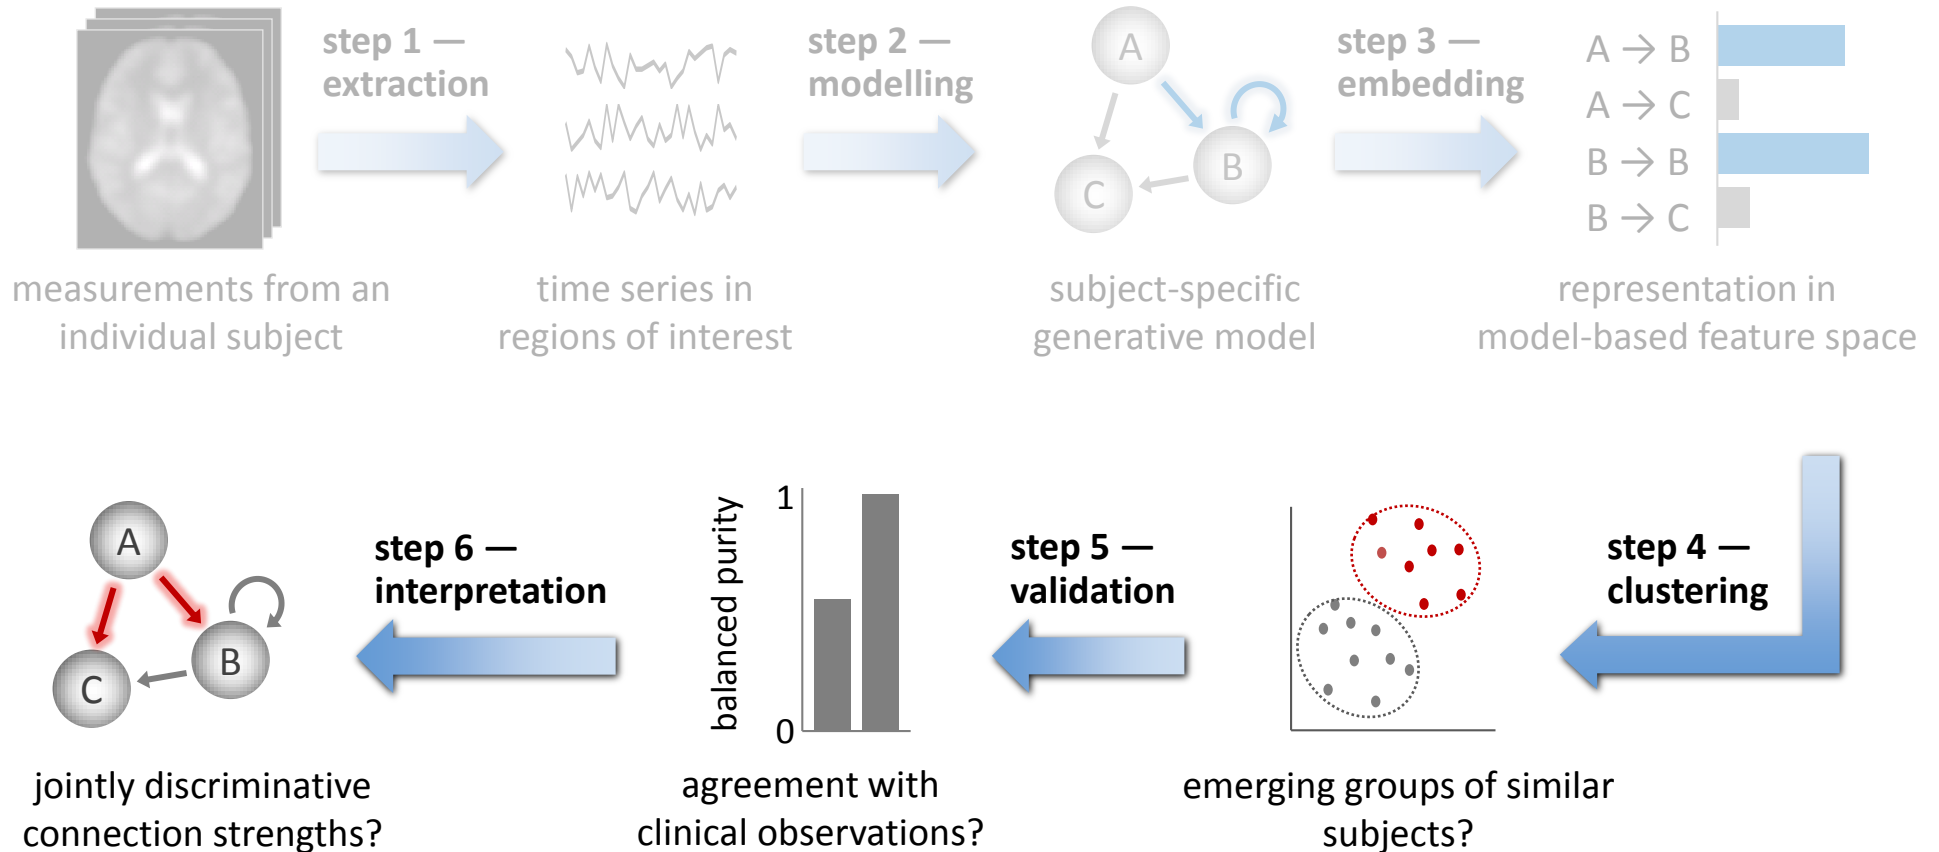 step 1 —
extraction
measurements from an
individual subject
step 2 —
modelling
time series in
regions of interest
A
B
C
step 3 —
embedding
subject-specific
generative model
A → B
A → C
B → B
B → C
representation in
model-based feature space
step 4 —
clustering
emerging groups of similar
subjects?
step 5 —
validation
balanced purity
1
0
agreement with
clinical observations?
step 6 —
interpretation
A
B
C
jointly discriminative
connection strengths?